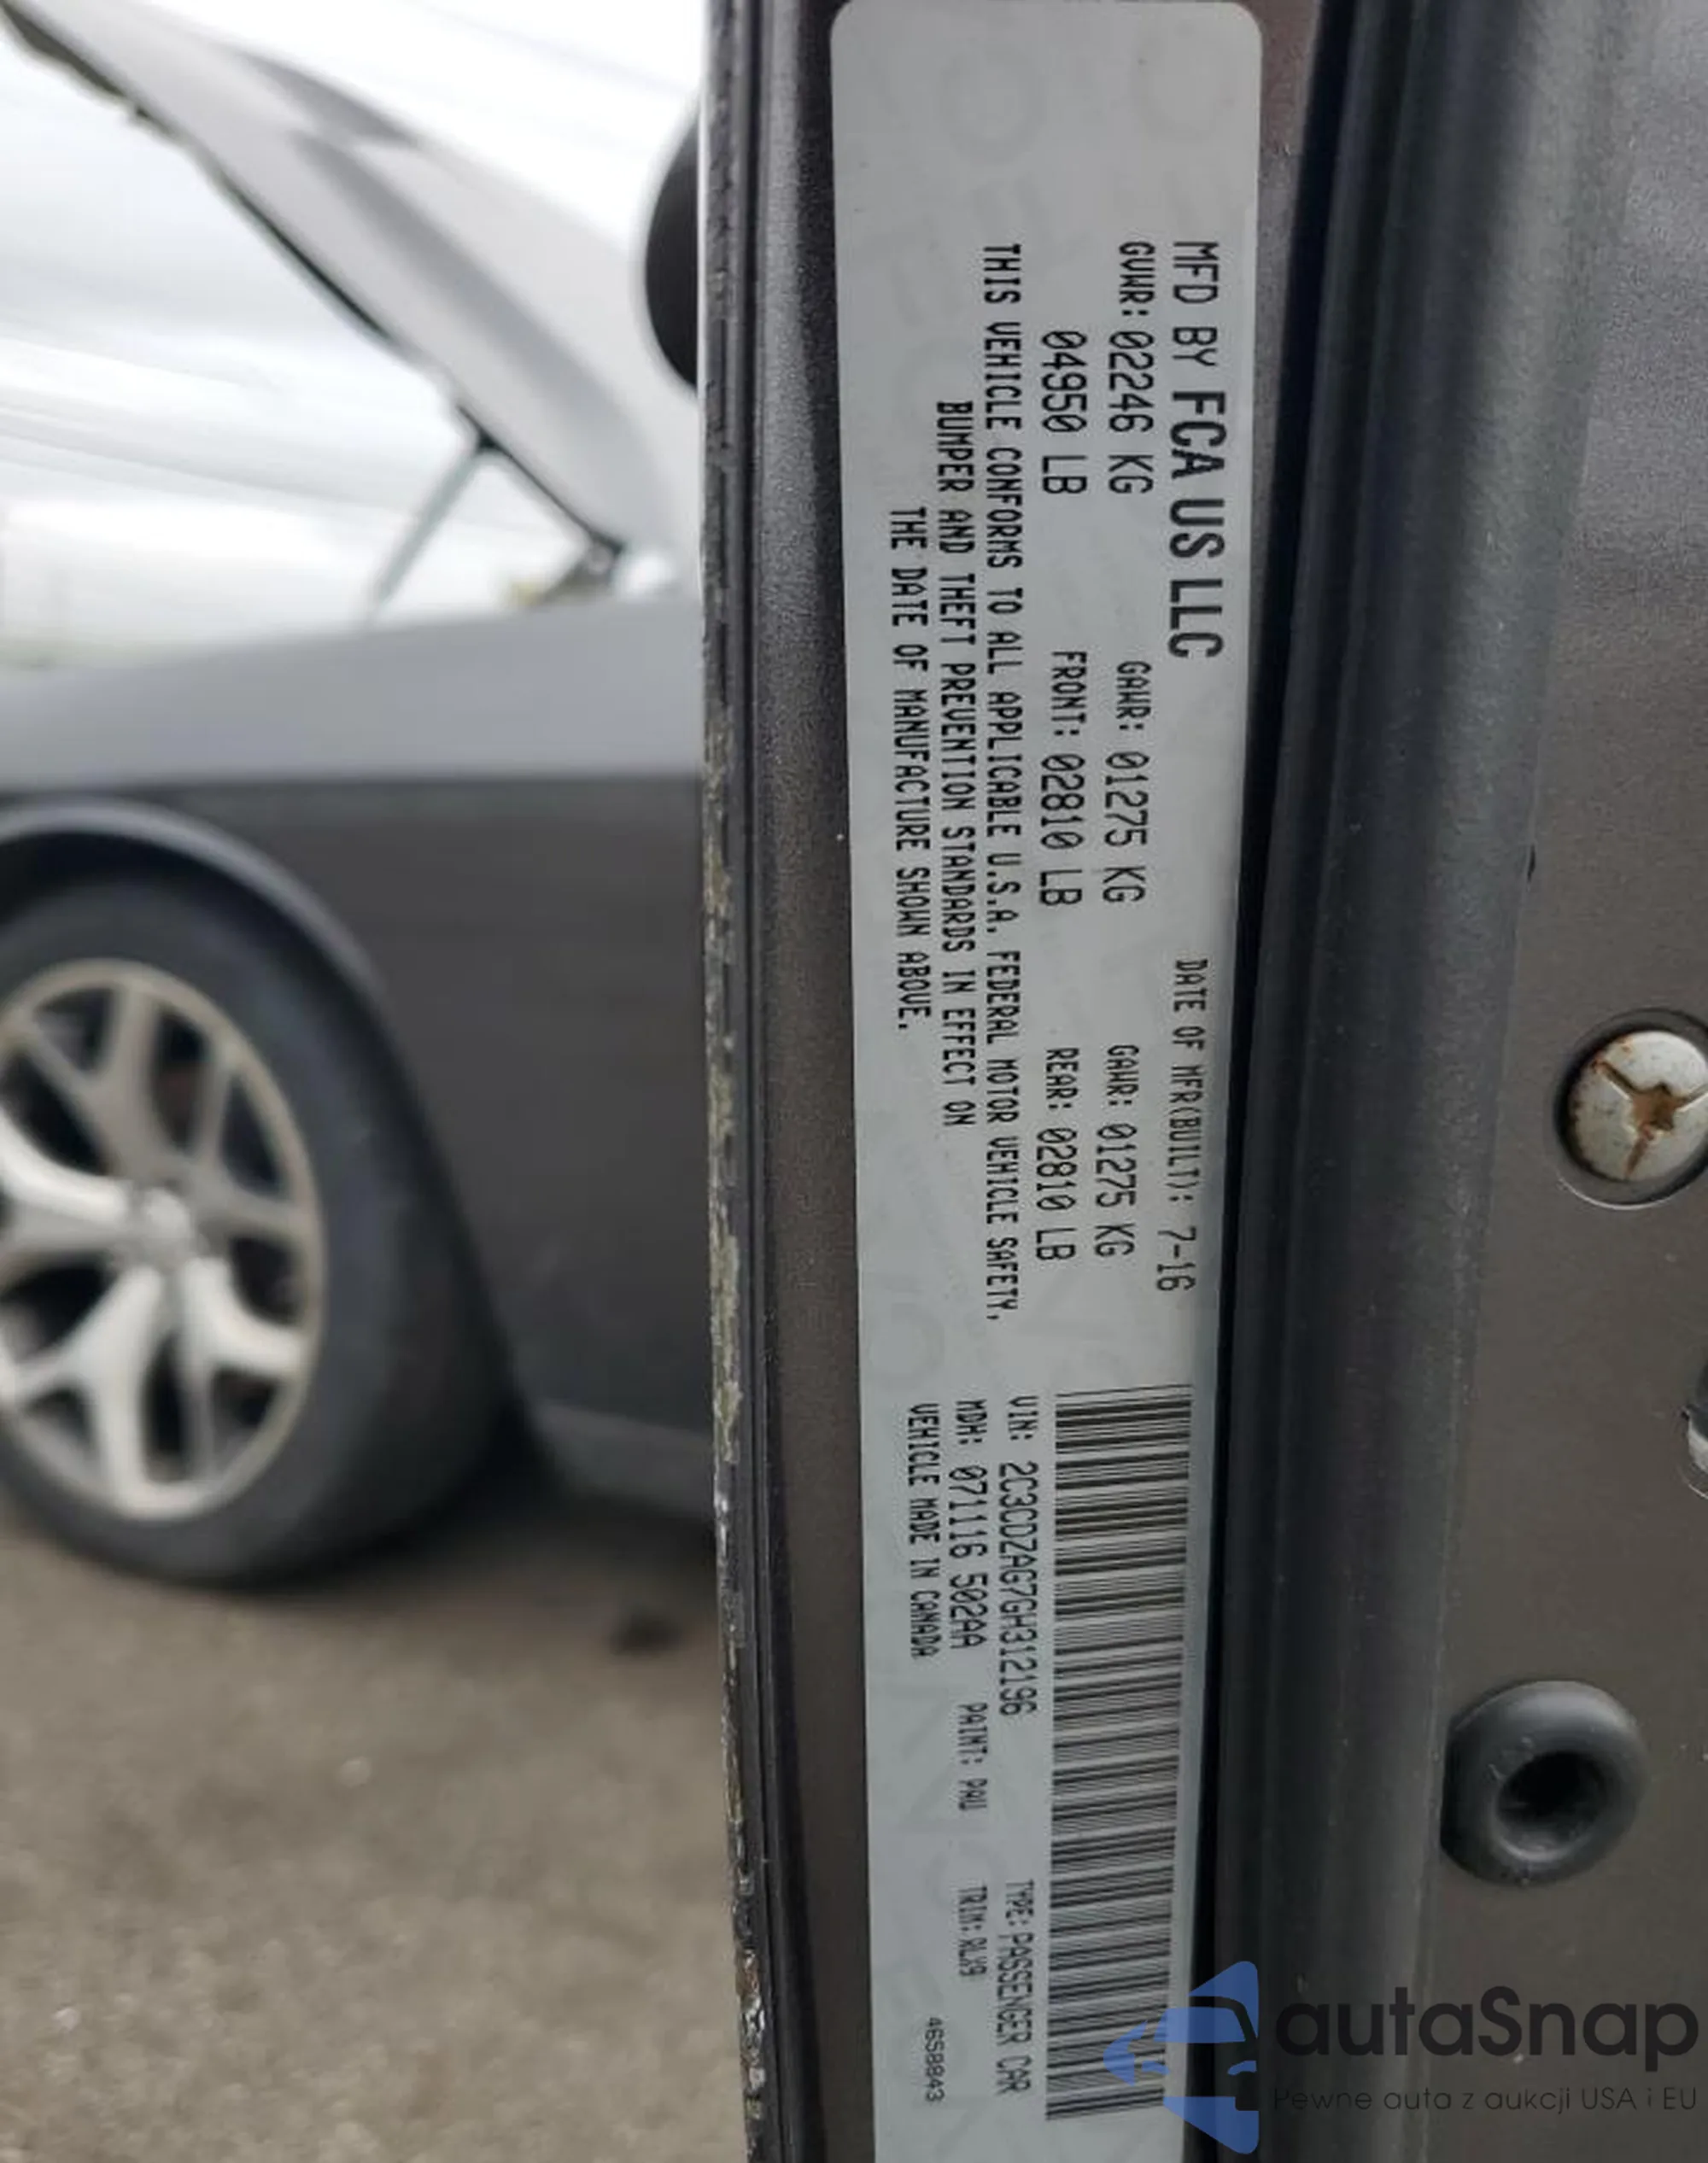 MFD BY FCA US LLC
DATE OF MFR(BUILT): 7-16
GVWR: 02246 KG GAWR: 01275 KG GAWR: 01275 KG
04950 LB FRONT: 02810 LB REAR: 02810 LB
THIS VEHICLE CONFORMS TO ALL APPLICABLE U.S.A. FEDERAL MOTOR VEHICLE SAFETY,
BUMPER AND THEFT PREVENTION STANDARDS IN EFFECT ON
THE DATE OF MANUFACTURE SHOWN ABOVE.
VIN: 2C3CDZAG7GH312196 TYPE: PASSENGER CAR
MDH: 071116 502AA PAINT: PAU TRIM: ALX9
VEHICLE MADE IN CANADA
4658843
autaSnap
Pewne auta z aukcji USA i EU